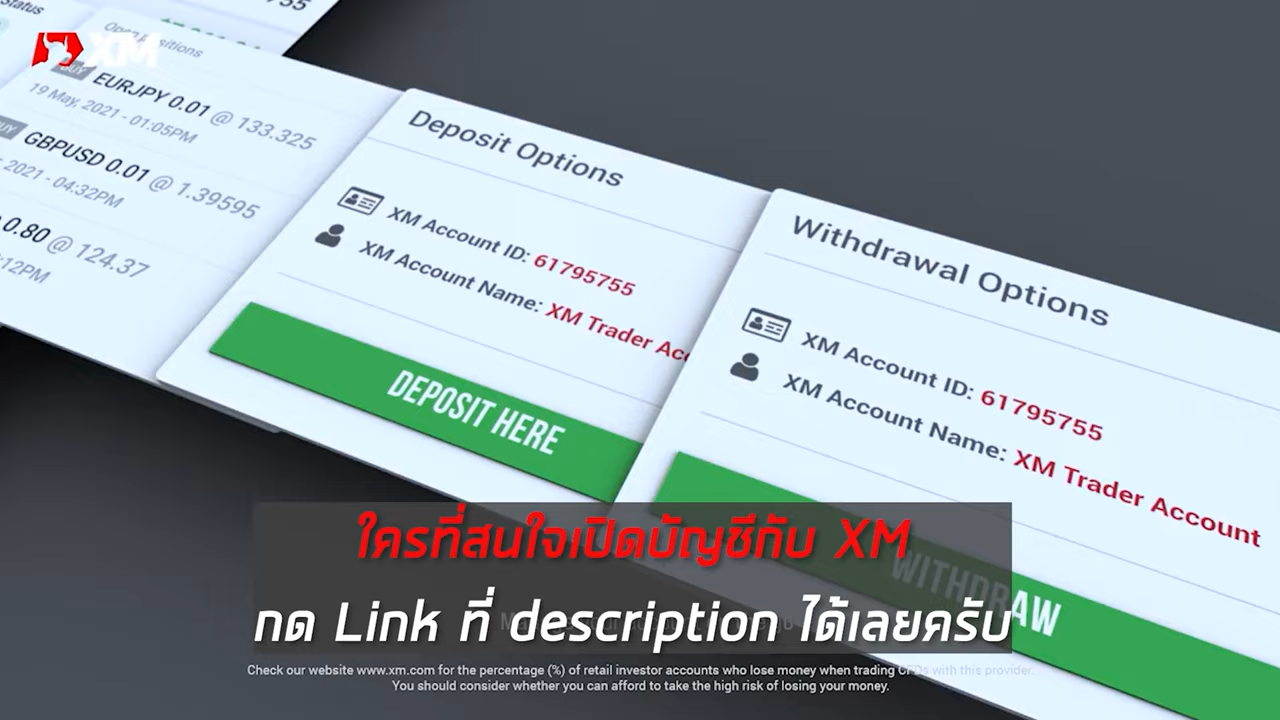 Status
XM
Open Positions
BUY EURJPY 0.01 @ 133.325
19 May, 2021 - 01:05PM
BUY GBPUSD 0.01 @ 1.39595
2021 - 04:32PM
0.80 @ 124.37
:12PM
Deposit Options
XM Account ID: 61795755
XM Account Name: XM Trader Acc
DEPOSIT HERE
Withdrawal Options
XM Account ID: 61795755
XM Account Name: XM Trader Account
WITHDRAW
ใครที่สนใจเปิดบัญชีกับ XM
กด Link ที่ description ได้เลยครับ
Check our website www.xm.com for the percentage (%) of retail investor accounts who lose money when trading CFDs with this provider.
You should consider whether you can afford to take the high risk of losing your money.